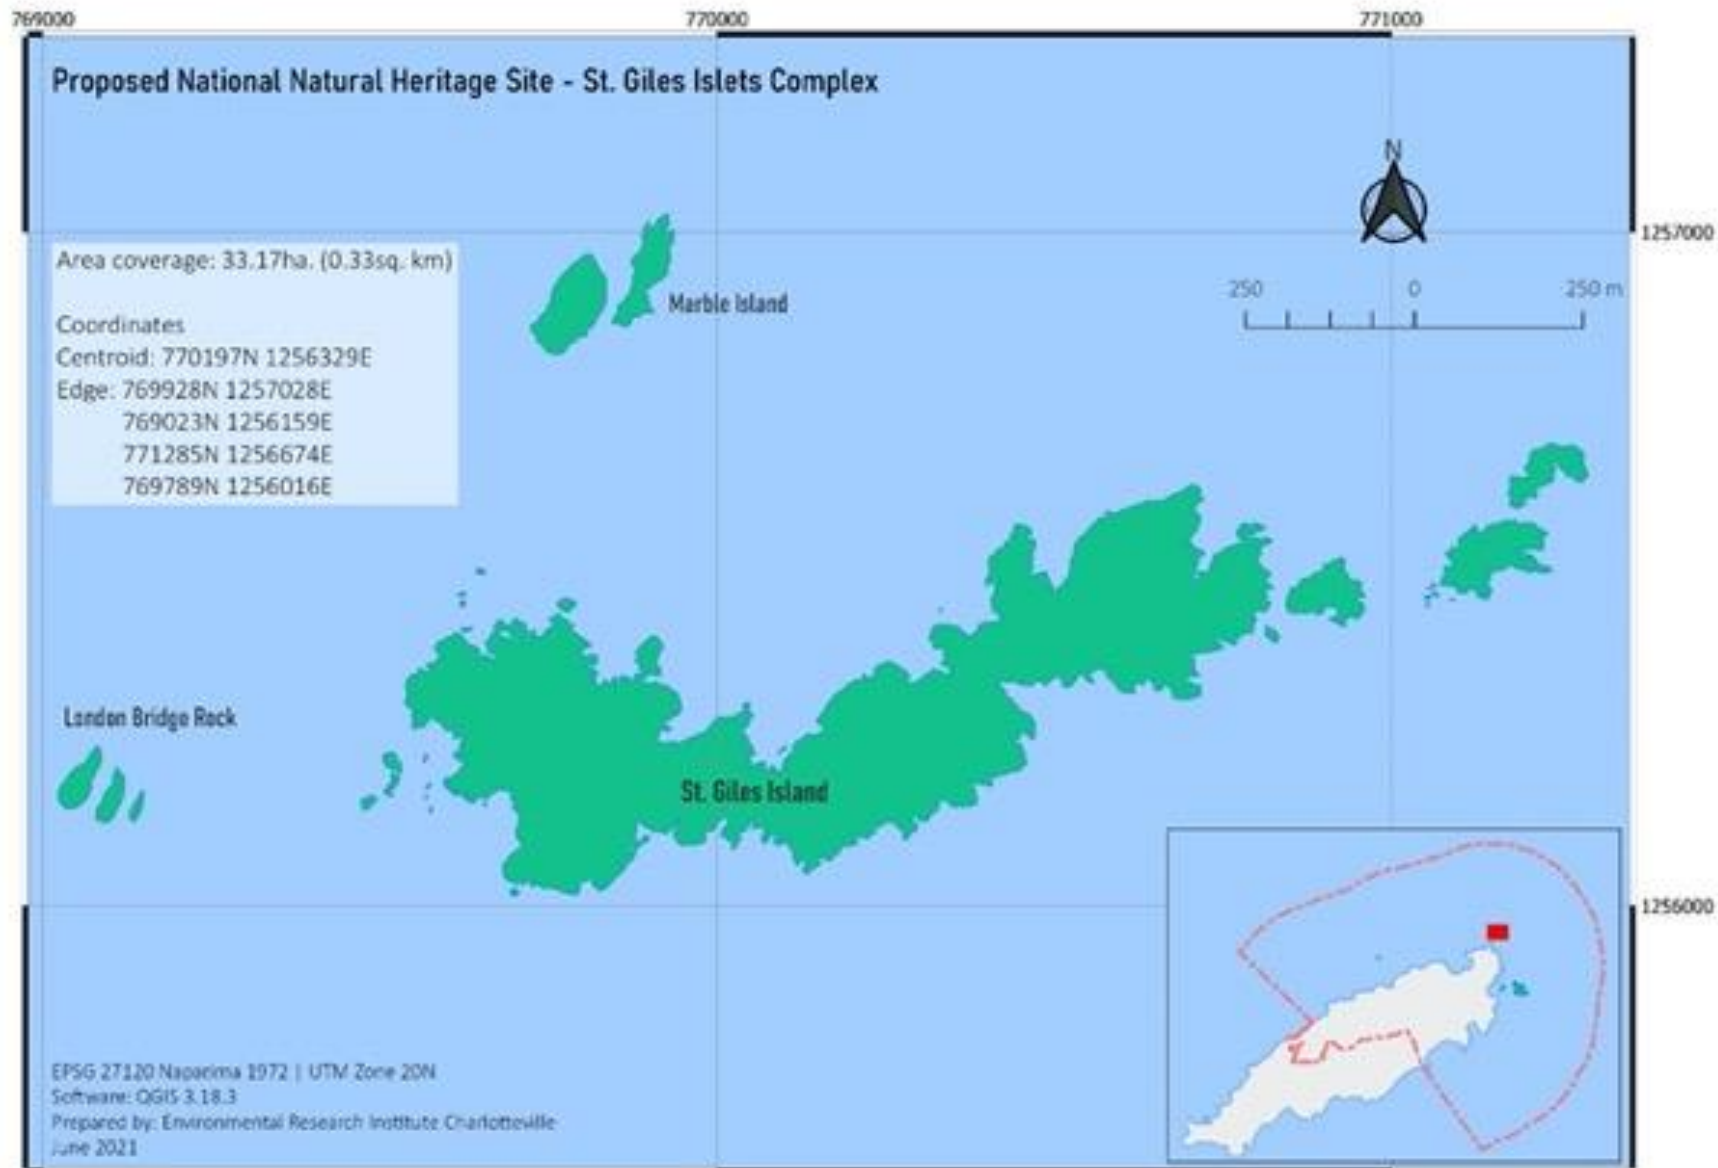 769000 770000 771000
Proposed National Natural Heritage Site - St. Giles Islets Complex
N
1257000
Area coverage: 33.17ha. (0.33sq. km)
250 0 250 m
Marble Island
Coordinates
Centroid: 770197N 1256329E
Edge: 769928N 1257028E
769023N 1256159E
771285N 1256674E
769789N 1256016E
London Bridge Rock
St. Giles Island
1256000
EPSG 27120 Naparima 1972 | UTM Zone 20N
Software: QGIS 3.18.3
Prepared by: Environmental Research Institute Charlotteville
June 2021